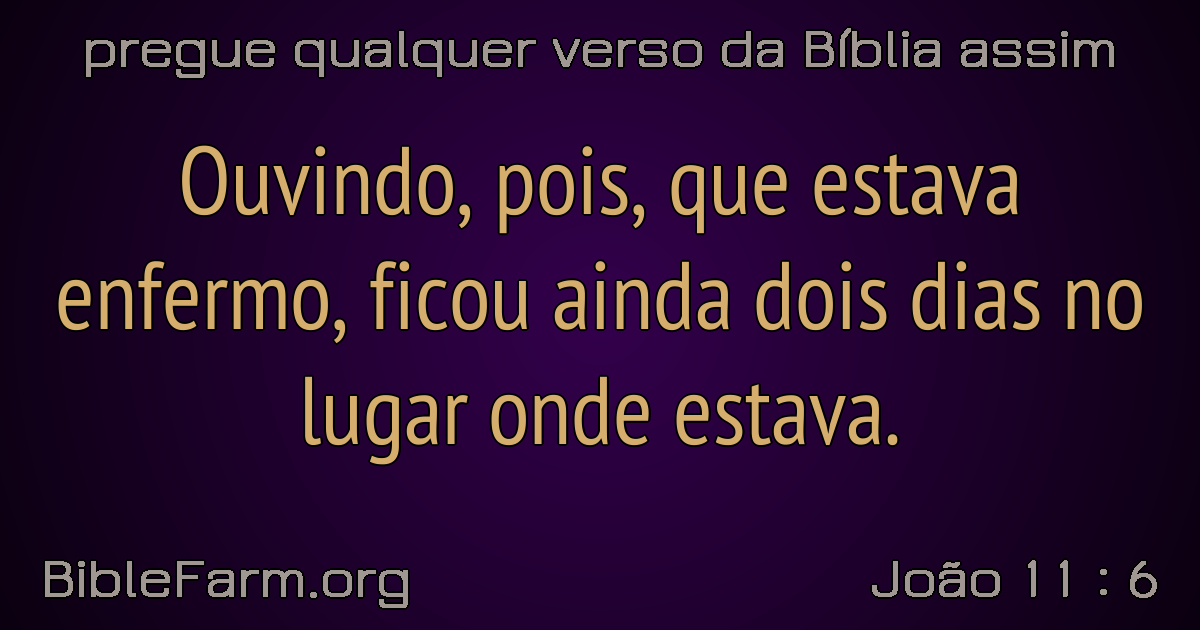 pregue qualquer verso da Bíblia assim
Ouvindo, pois, que estava
enfermo, ficou ainda dois dias no
lugar onde estava.
BibleFarm.org
João 11 : 6